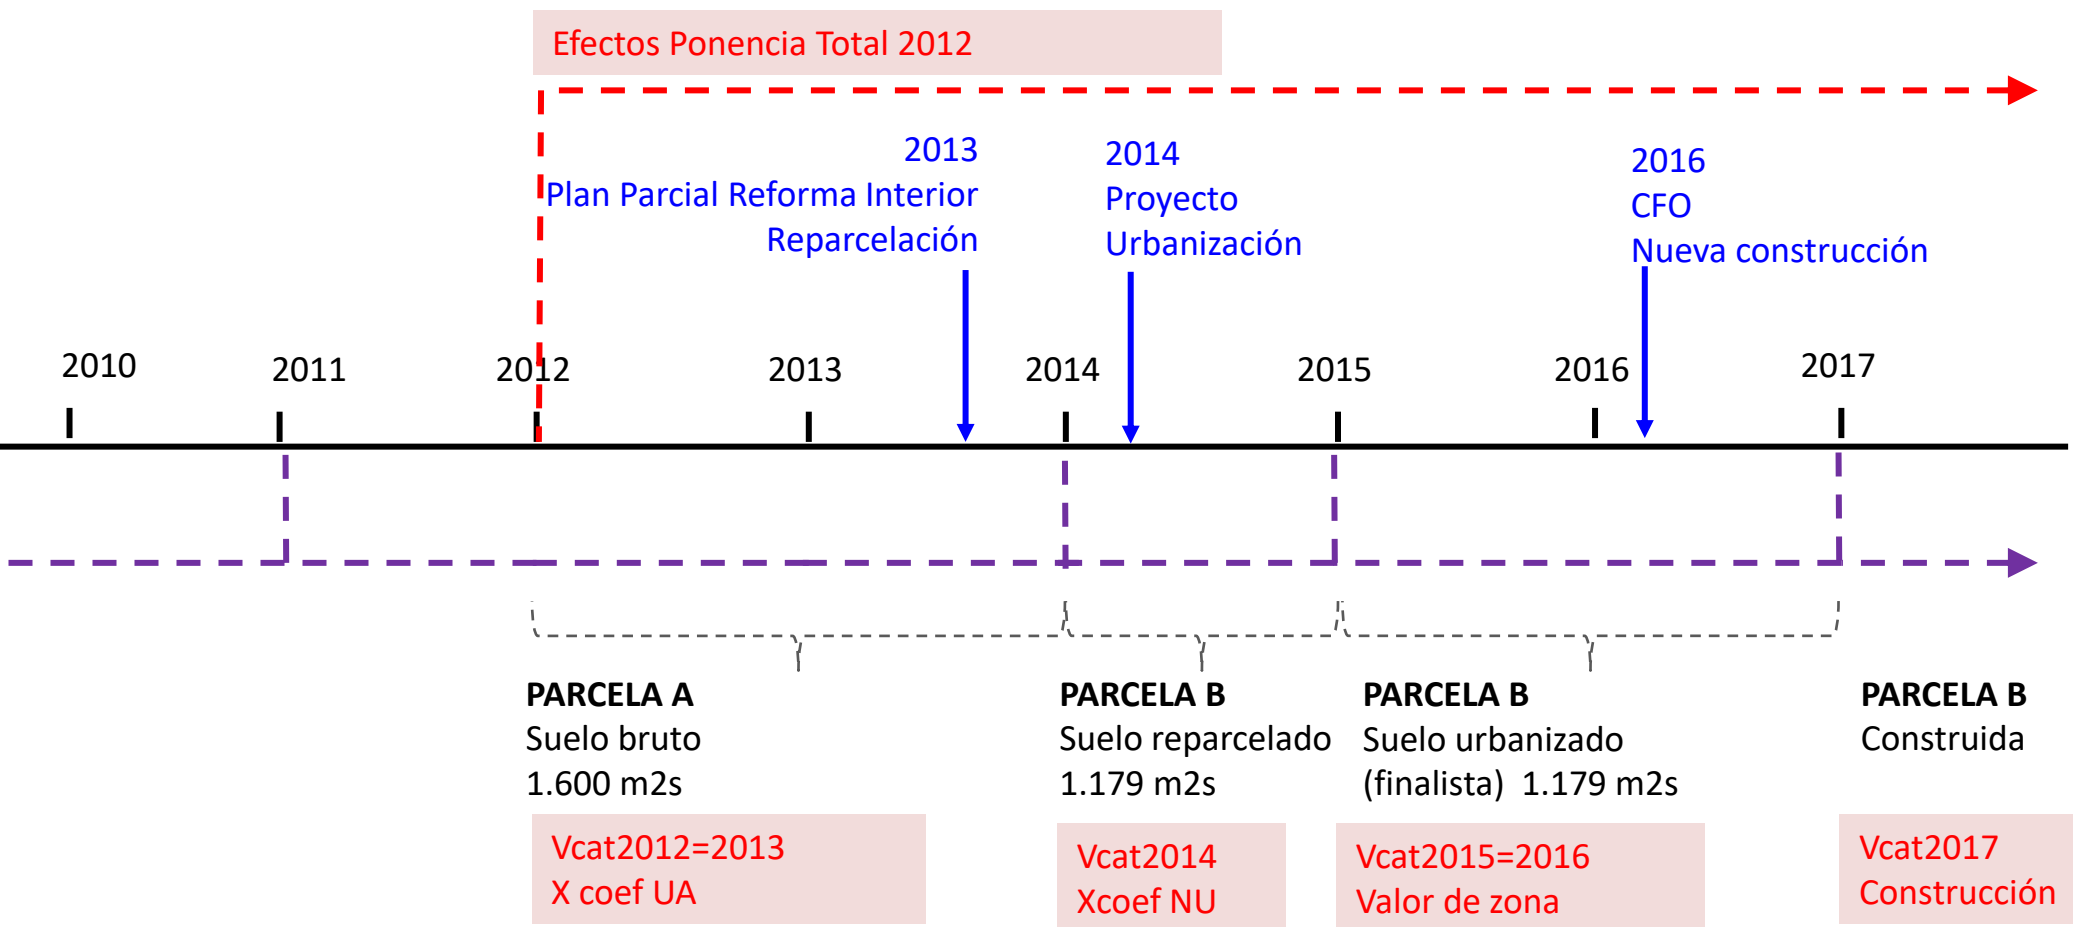 Efectos Ponencia Total 2012
2013
Plan Parcial Reforma Interior
Reparcelación
2014
Proyecto
Urbanización
2016
CFO
Nueva construcción
2010
2011
2012
2013
2014
2015
2016
2017
PARCELA A
Suelo bruto
1.600 m2s
PARCELA B
Suelo reparcelado
1.179 m2s
PARCELA B
Suelo urbanizado
(finalista) 1.179 m2s
PARCELA B
Construida
Vcat2012=2013
X coef UA
Vcat2014
Xcoef NU
Vcat2015=2016
Valor de zona
Vcat2017
Construcción